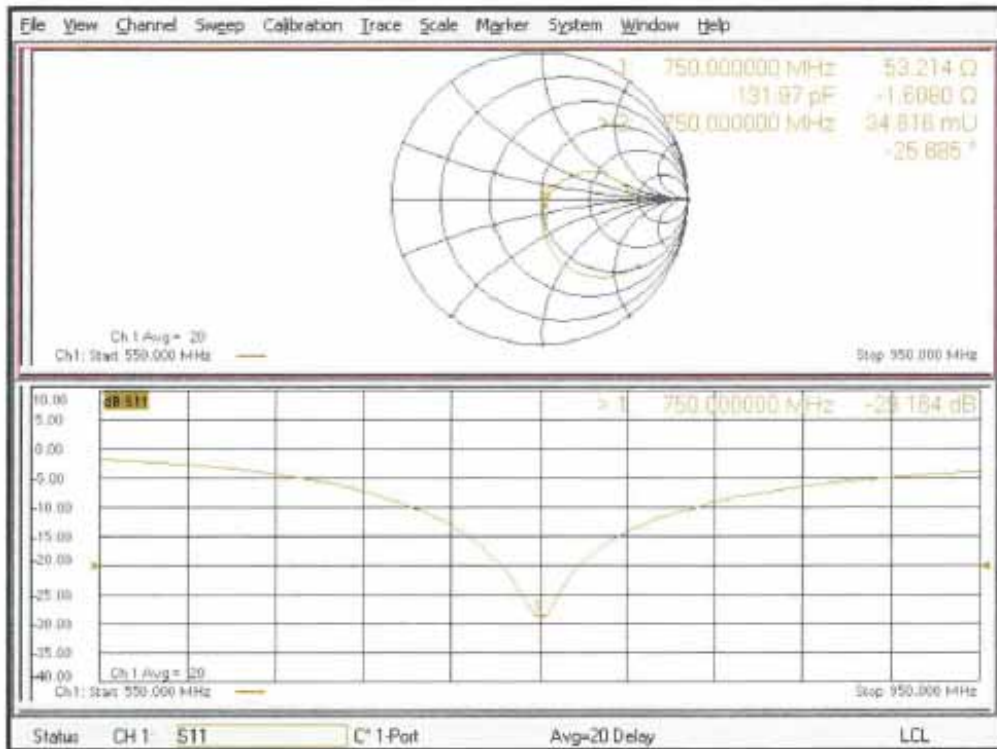 File View Channel Sweep Calibration Trace Scale Marker System Window Help
1 750.000000 MHz 53.214 Ω
131.97 pF -1.6080 Ω
> 2 750.000000 MHz 34.816 mU
-25.685 °
Ch 1 Avg = 20
Ch1: Start 550.000 MHz
Stop 950.000 MHz
10.00
dB S11
> 1 750.000000 MHz -29.164 dB
5.00
0.00
-5.00
-10.00
-15.00
-20.00
-25.00
-30.00
-35.00
-40.00
Ch 1 Avg = 20
Ch1: Start 550.000 MHz
Stop 950.000 MHz
Status CH 1: S11 C* 1-Port Avg=20 Delay LCL